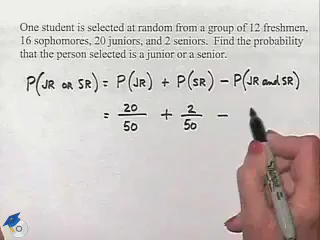 One student is selected at random from a group of 12 freshmen,
16 sophomores, 20 juniors, and 2 seniors. Find the probability
that the person selected is a junior or a senior.
P(JR OR SR) = P(JR) + P(SR) - P(JR and SR)
= 20/50 + 2/50 -